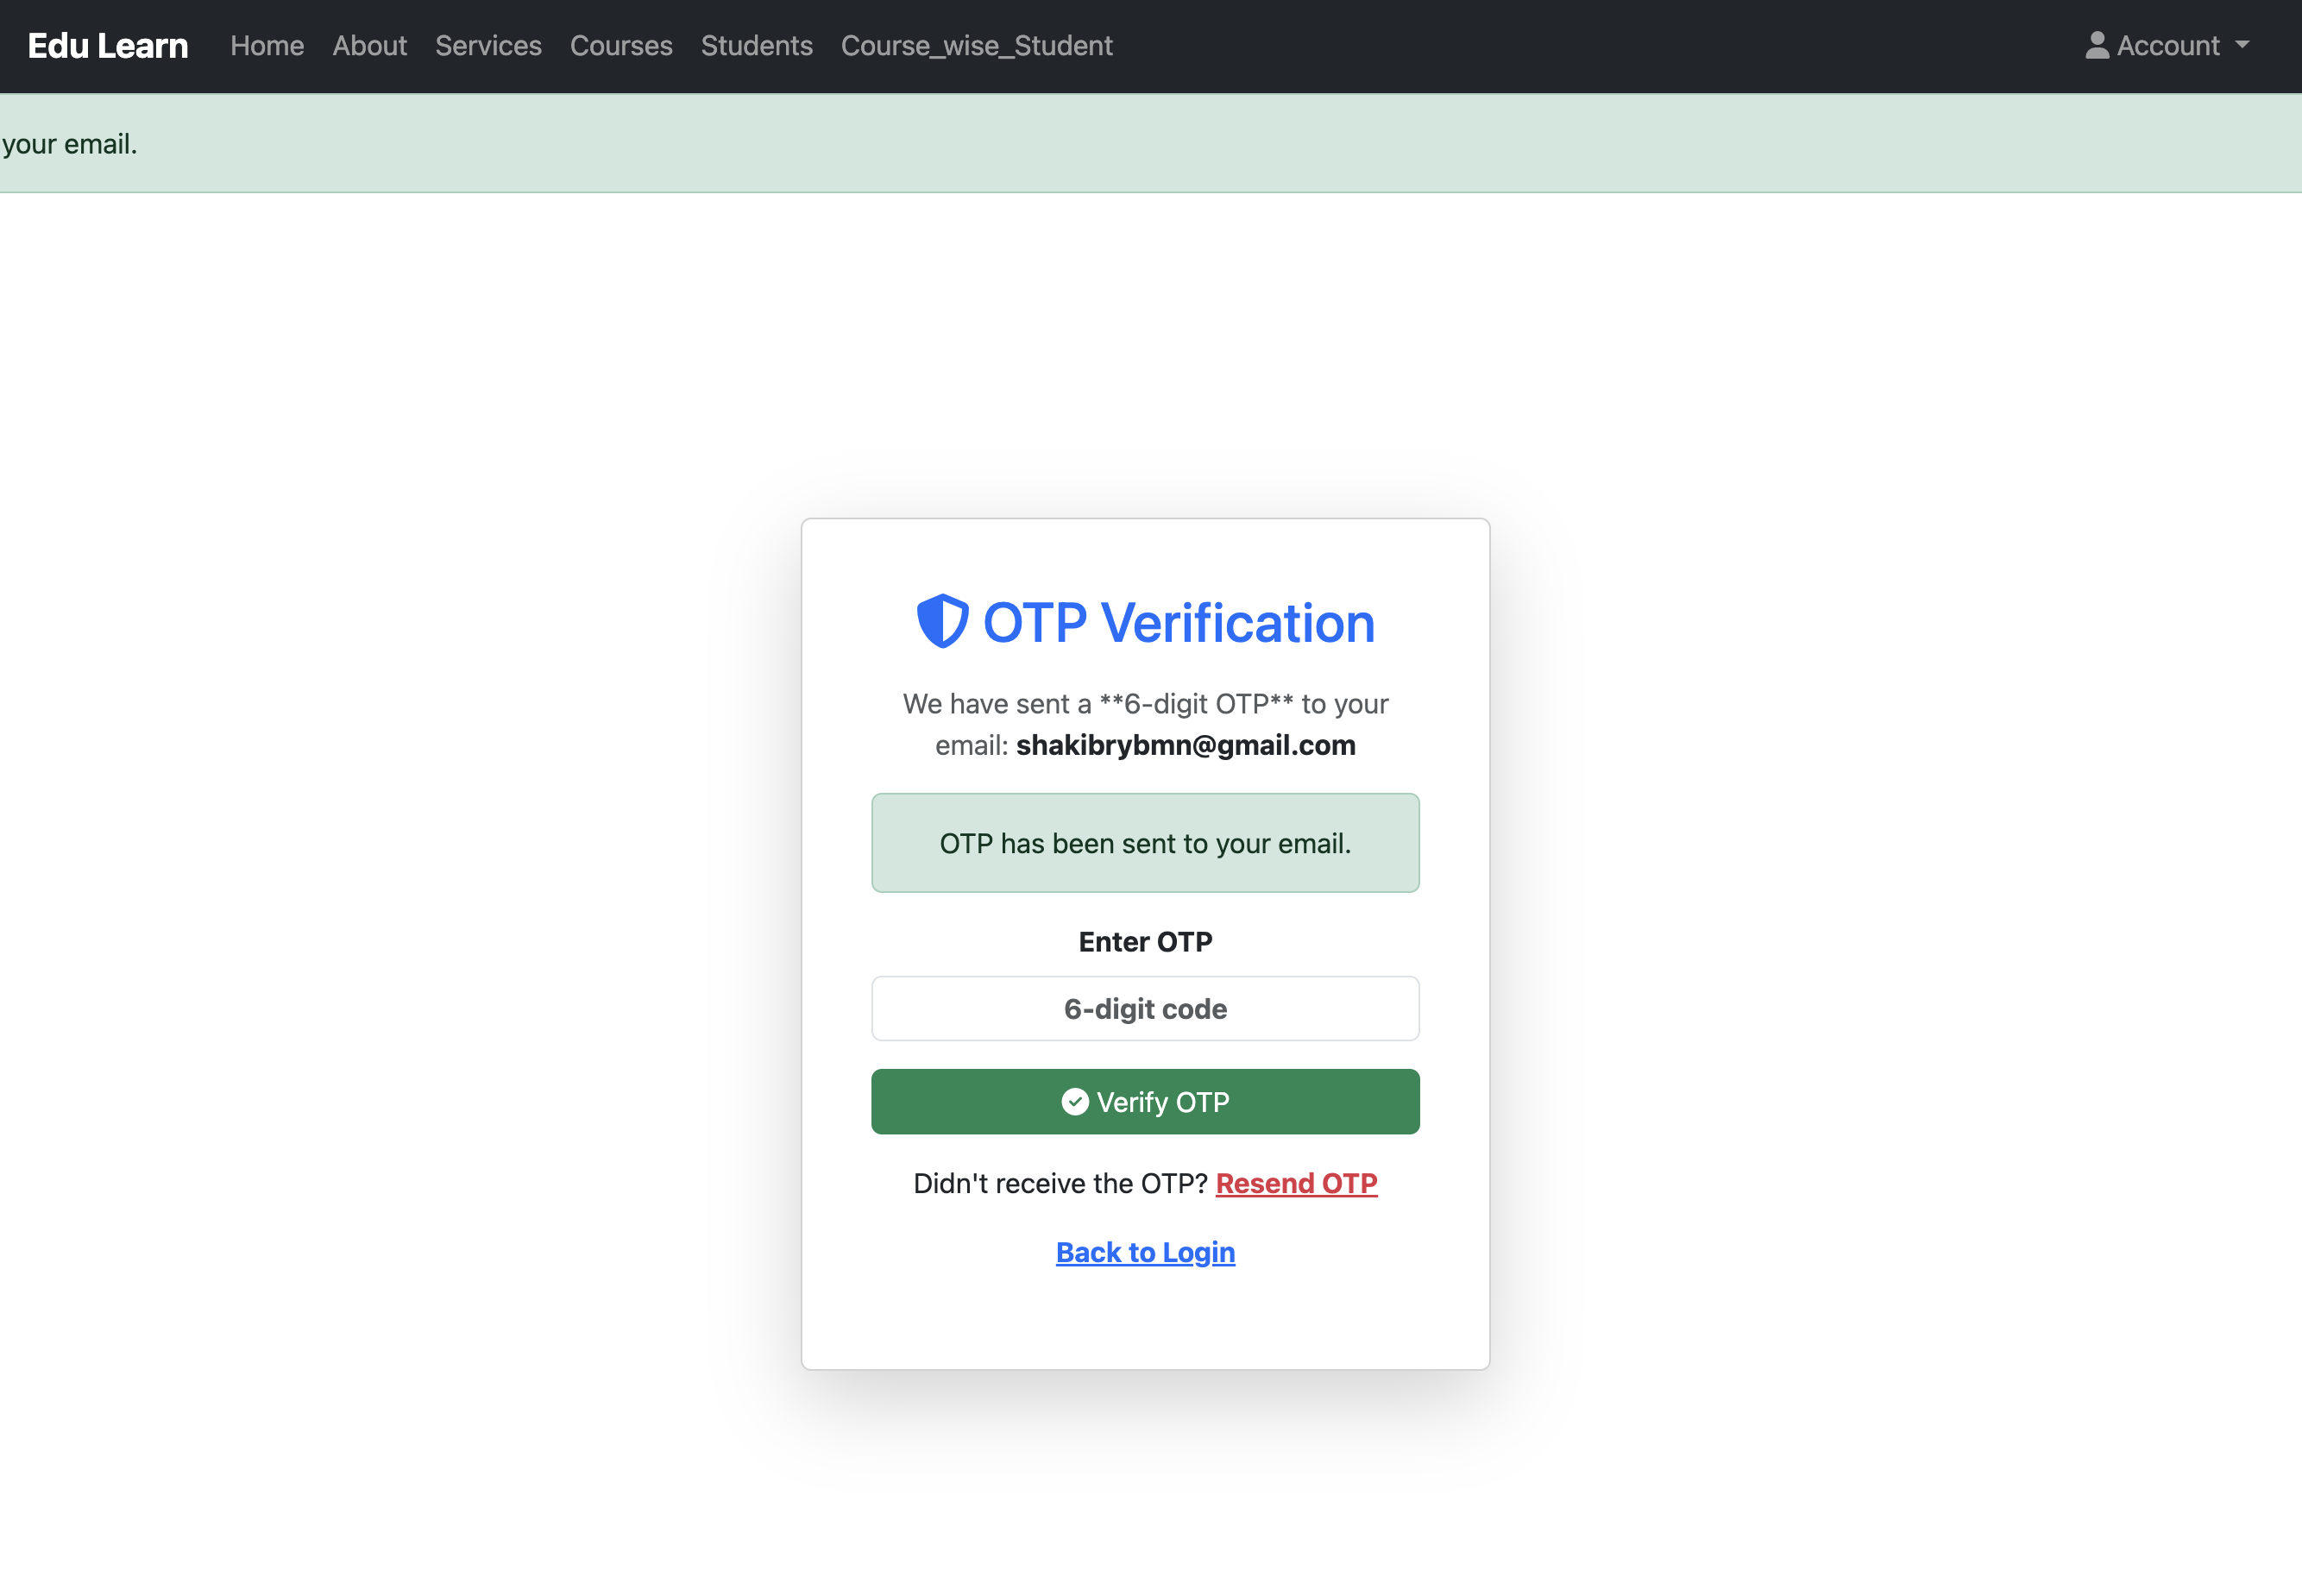 Edu Learn Home About Services Courses Students Course_wise_Student Account
your email.
OTP Verification
We have sent a **6-digit OTP** to your
email: shakibrybmn@gmail.com
OTP has been sent to your email.
Enter OTP
6-digit code
Verify OTP
Didn't receive the OTP? Resend OTP
Back to Login